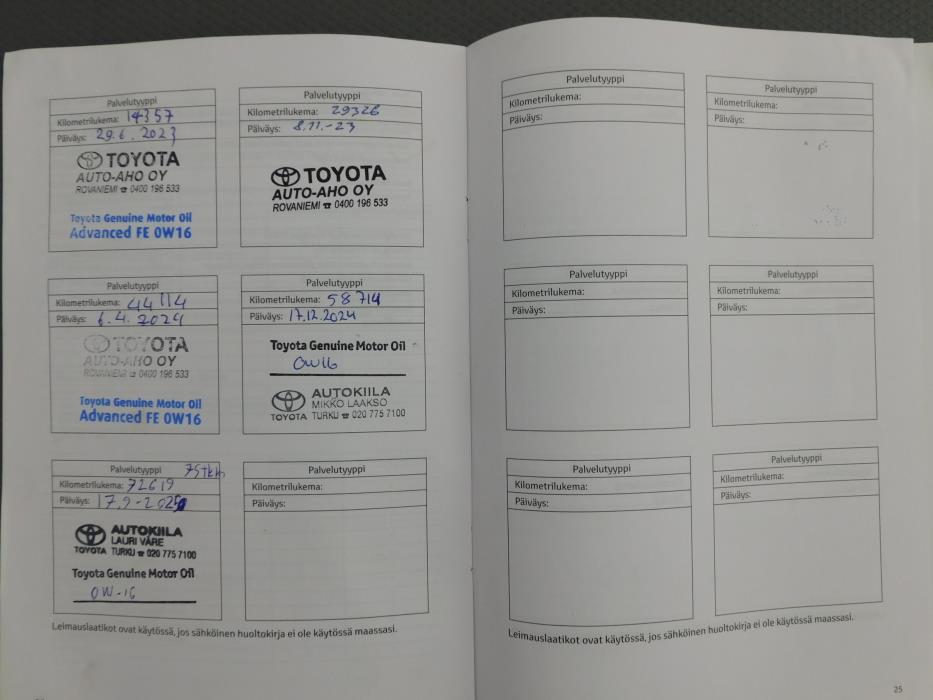 Palvelutyyppi
Kilometrilukema: 14357
Päiväys: 29.6.2023
TOYOTA
AUTO-AHO OY
ROVANIEMI ☎ 0400 196 533
Toyota Genuine Motor Oil
Advanced FE 0W16
Palvelutyyppi
Kilometrilukema: 29326
Päiväys: 8.11.-23
TOYOTA
AUTO-AHO OY
ROVANIEMI ☎ 0400 196 533
Palvelutyyppi
Kilometrilukema: 44114
Päiväys: 6.4.2024
TOYOTA
AUTO-AHO OY
ROVANIEMI ☎ 0400 196 533
Toyota Genuine Motor Oil
Advanced FE 0W16
Palvelutyyppi
Kilometrilukema: 58714
Päiväys: 17.12.2024
Toyota Genuine Motor Oil
0W16
AUTOKIILA
MIKKO LAAKSO
TOYOTA TURKU ☎ 020 775 7100
Palvelutyyppi 75tkm
Kilometrilukema: 72619
Päiväys: 17.9-2025
AUTOKIILA
LAURI VÄRE
TOYOTA TURKU ☎ 020 775 7100
Toyota Genuine Motor Oil
0W-16
Palvelutyyppi
Kilometrilukema:
Päiväys:
Leimauslaatikot ovat käytössä, jos sähköinen huoltokirja ei ole käytössä maassasi.
Palvelutyyppi
Kilometrilukema:
Päiväys:
Palvelutyyppi
Kilometrilukema:
Päiväys:
Palvelutyyppi
Kilometrilukema:
Päiväys:
Palvelutyyppi
Kilometrilukema:
Päiväys:
Palvelutyyppi
Kilometrilukema:
Päiväys:
Palvelutyyppi
Kilometrilukema:
Päiväys:
Leimauslaatikot ovat käytössä, jos sähköinen huoltokirja ei ole käytössä maassasi.
25